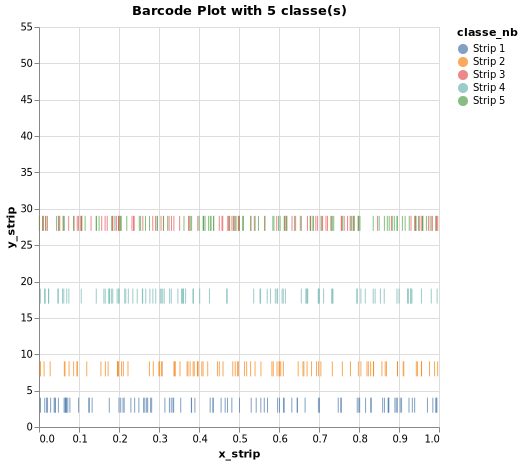 Barcode Plot with 5 classe(s)
classe_nb
Strip 1
Strip 2
Strip 3
Strip 4
Strip 5
y_strip
55
50
45
40
35
30
25
20
15
10
5
0
0.0 0.1 0.2 0.3 0.4 0.5 0.6 0.7 0.8 0.9 1.0
x_strip